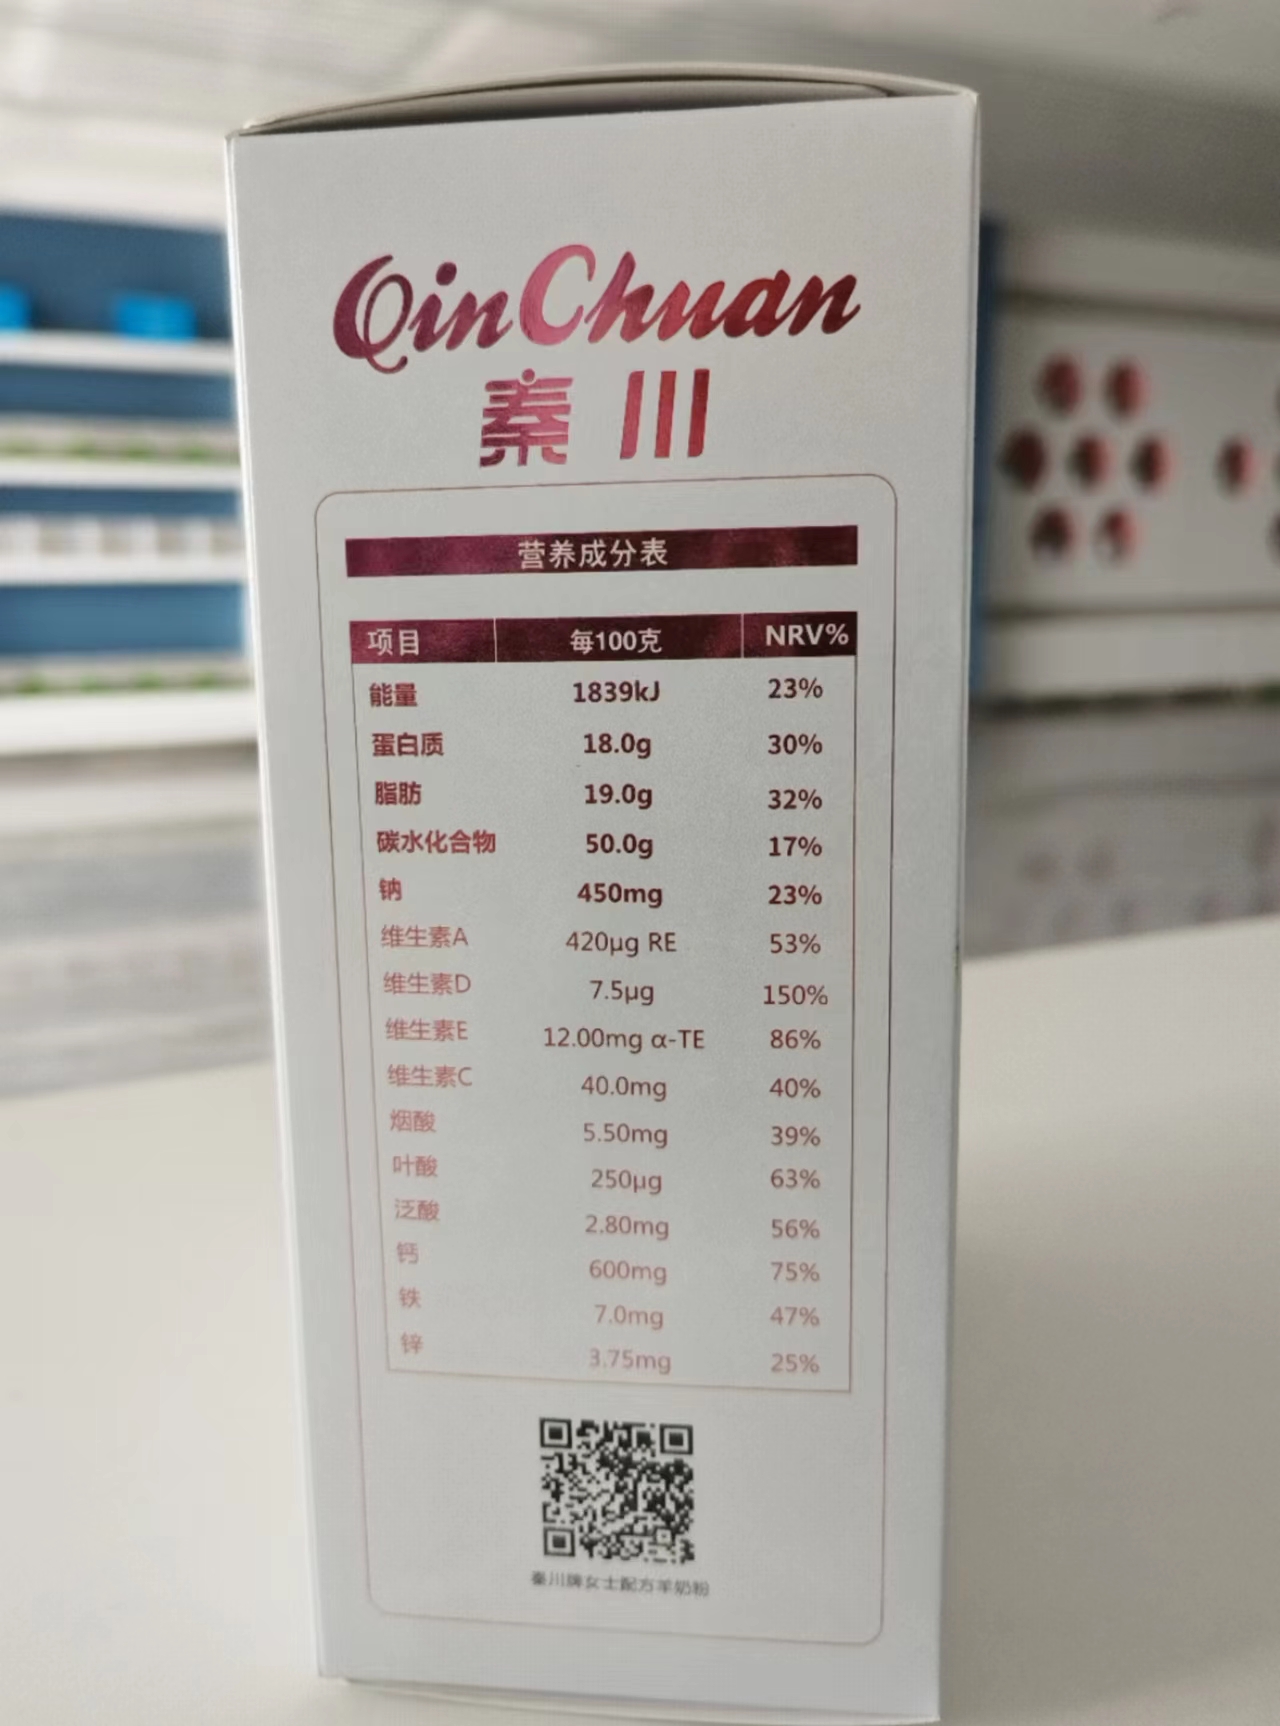 QinChuan
秦川
营养成分表
项目 每100克 NRV%
能量 1839kJ 23%
蛋白质 18.0g 30%
脂肪 19.0g 32%
碳水化合物 50.0g 17%
钠 450mg 23%
维生素A 420μg RE 53%
维生素D 7.5μg 150%
维生素E 12.00mg α-TE 86%
维生素C 40.0mg 40%
烟酸 5.50mg 39%
叶酸 250μg 63%
泛酸 2.80mg 56%
钙 600mg 75%
铁 7.0mg 47%
锌 3.75mg 25%
秦川牌女士配方羊奶粉